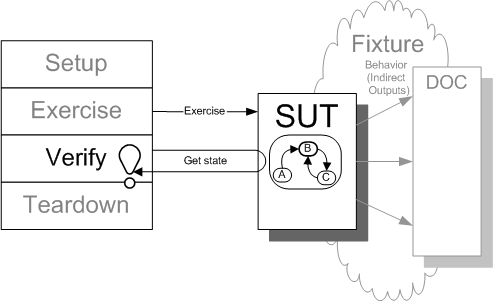 Setup
Exercise
Verify
Teardown
Exercise
Get state
SUT
A
B
C
Fixture
Behavior
(Indirect
Outputs)
DOC